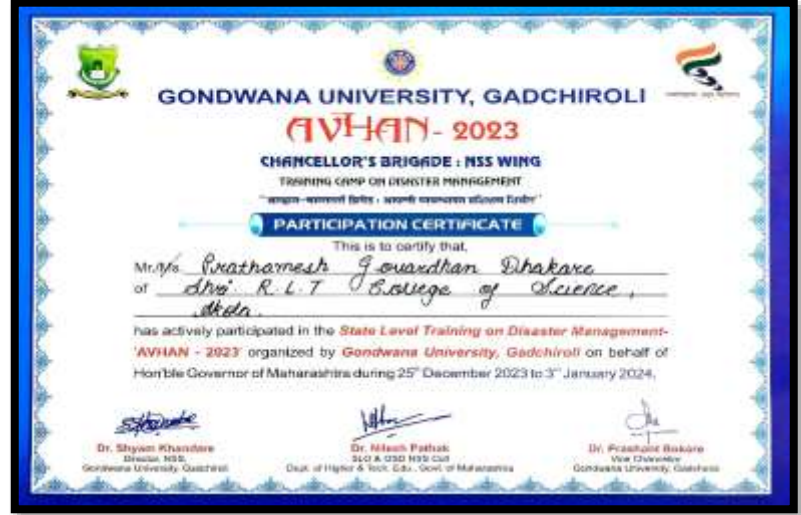 GONDWANA UNIVERSITY, GADCHIROLI
AVHAN - 2023
CHANCELLOR'S BRIGADE : NSS WING
TRAINING CAMP ON DISASTER MANAGEMENT
PARTICIPATION CERTIFICATE
This is to certify that,
Mr./Ms. Prathamesh Govardhan Dhakare
of Shri. R. L. T College of Science,
Akola.
has actively participated in the State Level Training on Disaster Management-
'AVHAN - 2023' organized by Gondwana University, Gadchiroli on behalf of
Hon'ble Governor of Maharashtra during 25th December 2023 to 3rd January 2024.
Dr. Shyam Khandare
Director, NSS,
Gondwana University, Gadchiroli
Dr. Nilesh Pathak
SLO & OSD NSS Cell
Dept. of Higher & Tech. Edu., Govt. of Maharashtra
Dr. Prashant Bokare
Vice Chancellor
Gondwana University, Gadchiroli